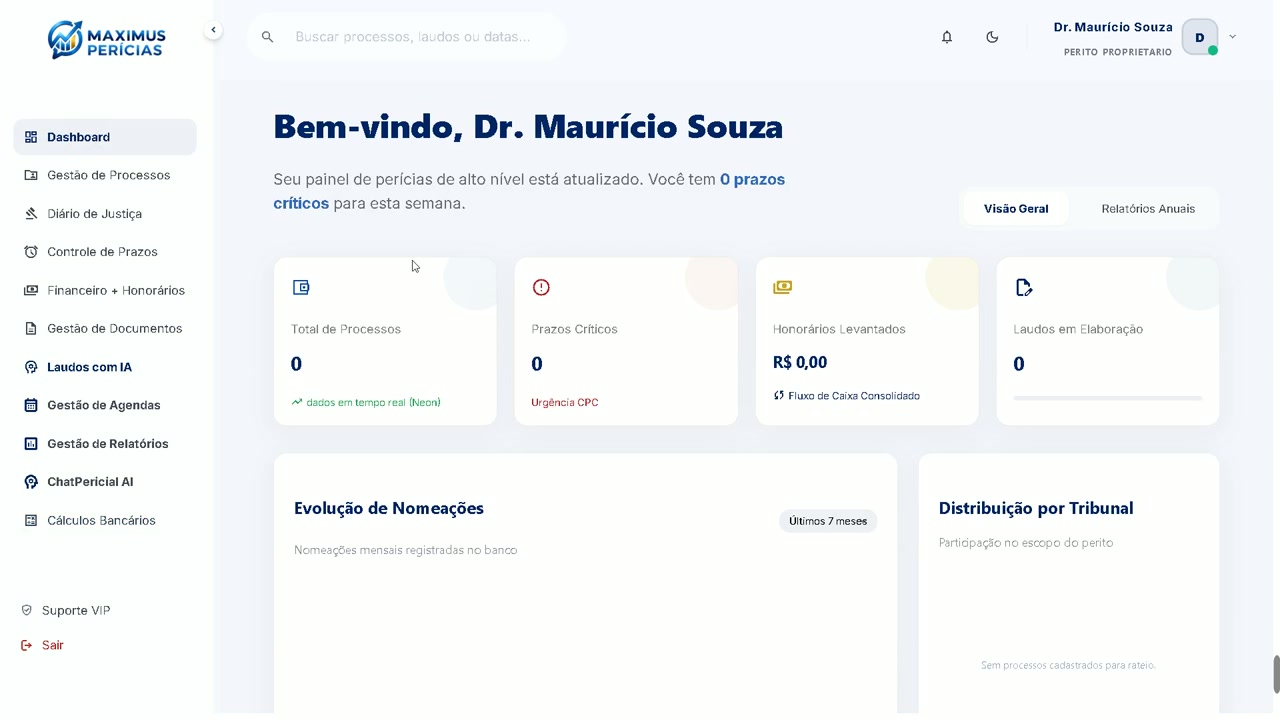 MAXIMUS
PERÍCIAS
Buscar processos, laudos ou datas...
Dr. Maurício Souza
PERITO PROPRIETARIO
D
Dashboard
Gestão de Processos
Diário de Justiça
Controle de Prazos
Financeiro + Honorários
Gestão de Documentos
Laudos com IA
Gestão de Agendas
Gestão de Relatórios
ChatPericial AI
Cálculos Bancários
Suporte VIP
Sair
Bem-vindo, Dr. Maurício Souza
Seu painel de perícias de alto nível está atualizado. Você tem 0 prazos
críticos para esta semana.
Visão Geral
Relatórios Anuais
Total de Processos
0
dados em tempo real (Neon)
Prazos Críticos
0
Urgência CPC
Honorários Levantados
R$ 0,00
Fluxo de Caixa Consolidado
Laudos em Elaboração
0
Evolução de Nomeações
Últimos 7 meses
Nomeações mensais registradas no banco
Distribuição por Tribunal
Participação no escopo do perito
Sem processos cadastrados para rateio.